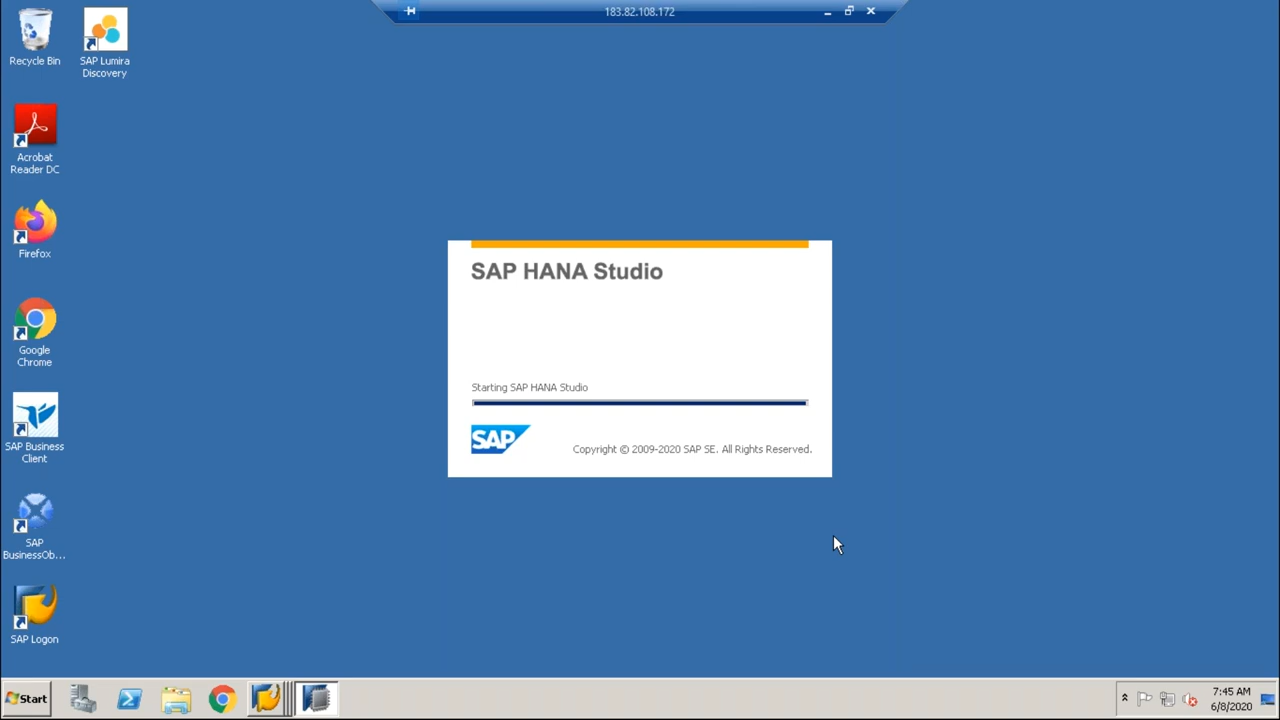 183.82.108.172
Recycle Bin
SAP Lumira
Discovery
Acrobat
Reader DC
Firefox
Google
Chrome
SAP Business
Client
SAP
BusinessOb...
SAP Logon
SAP HANA Studio
Starting SAP HANA Studio
SAP
Copyright © 2009-2020 SAP SE. All Rights Reserved.
Start
7:45 AM
6/8/2020